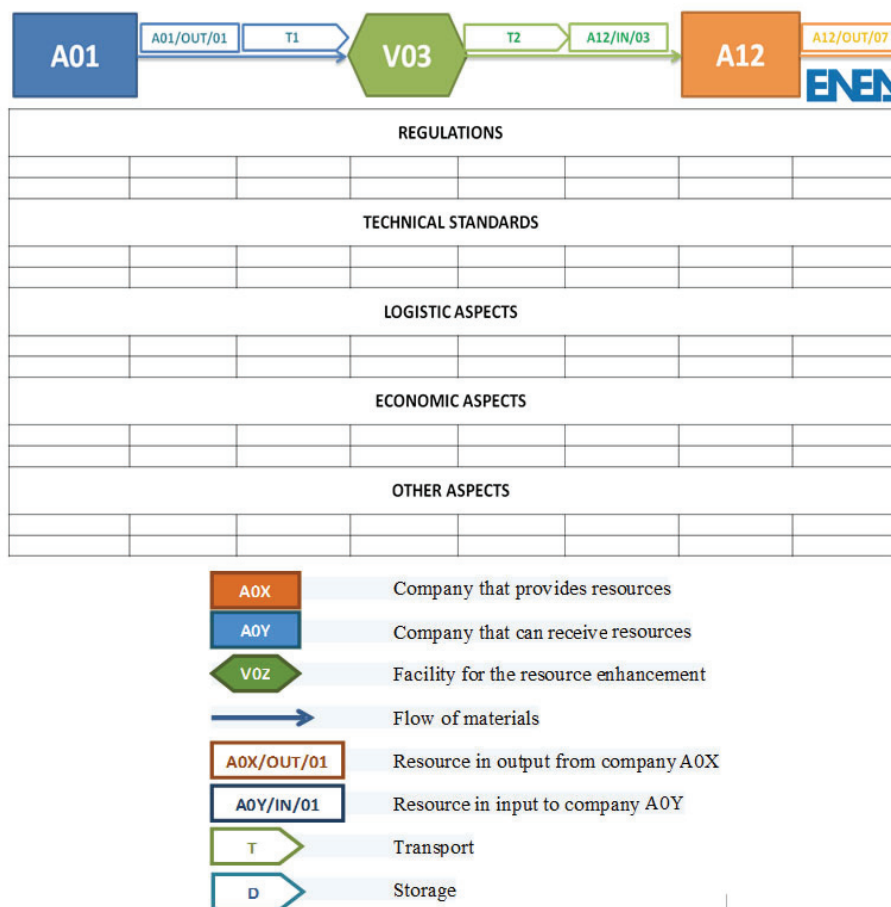 A01 A01/OUT/01 T1 V03 T2 A12/IN/03 A12 A12/OUT/07
REGULATIONS
TECHNICAL STANDARDS
LOGISTIC ASPECTS
ECONOMIC ASPECTS
OTHER ASPECTS
A0X Company that provides resources
A0Y Company that can receive resources
V0Z Facility for the resource enhancement
Flow of materials
A0X/OUT/01 Resource in output from company A0X
A0Y/IN/01 Resource in input to company A0Y
T Transport
D Storage